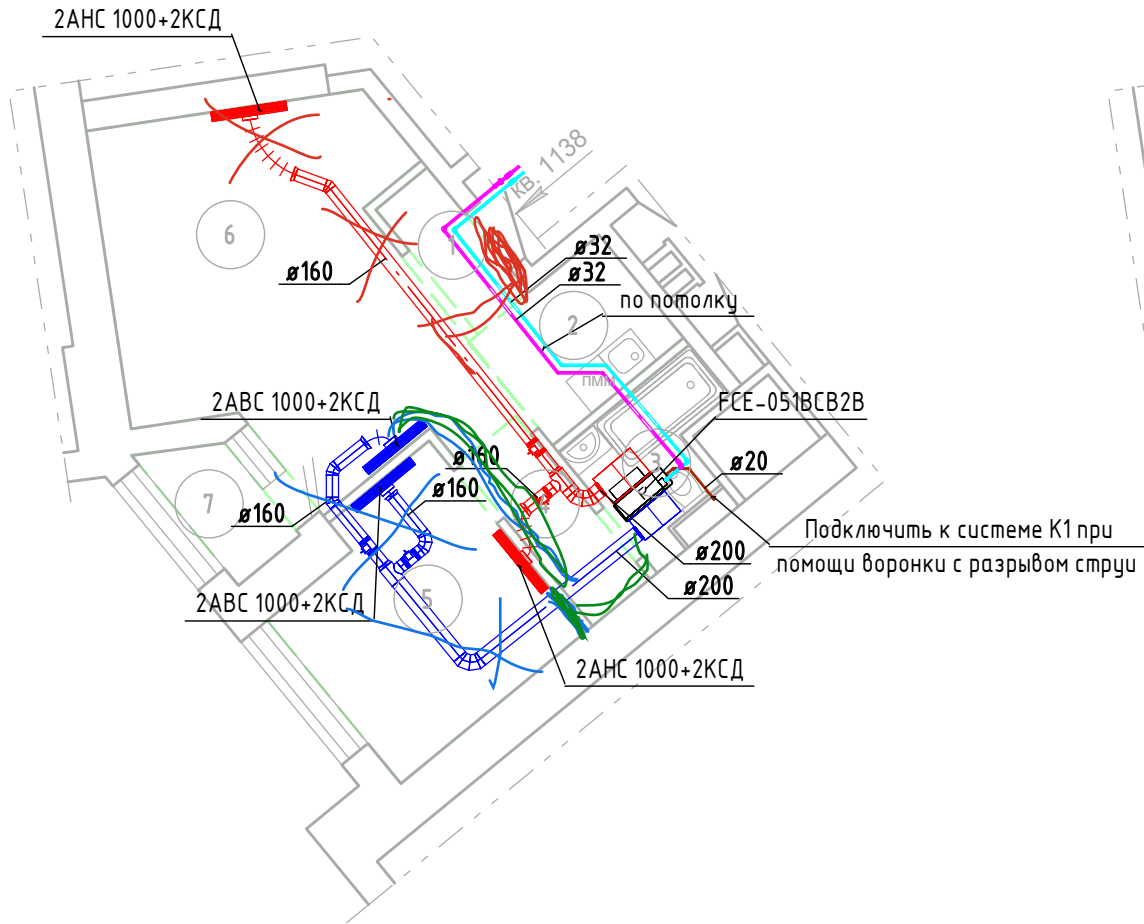 2АНС 1000+2КСД
кв. 1138
6
1
ø32
ø160
ø32
по потолку
2
ПММ
2АВС 1000+2КСД
FCE-051BCB2B
ø160
3
ø20
ø160
7
4
ø160
Подключить к системе К1 при
помощи воронки с разрывом струи
ø200
ø200
5
2АВС 1000+2КСД
2АНС 1000+2КСД